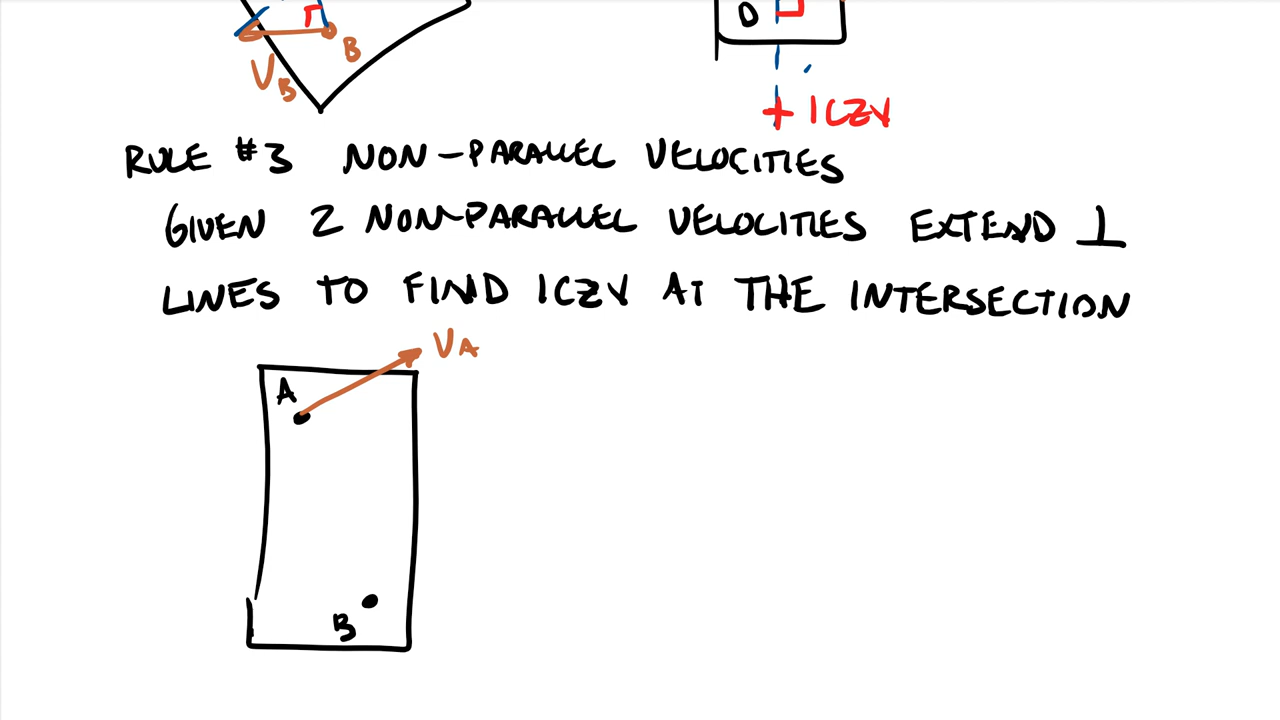 B
VB
D
ICZV
RULE #3 NON-PARALLEL VELOCITIES
GIVEN 2 NON-PARALLEL VELOCITIES EXTEND ⊥
LINES TO FIND ICZV AT THE INTERSECTION
VA
A
B